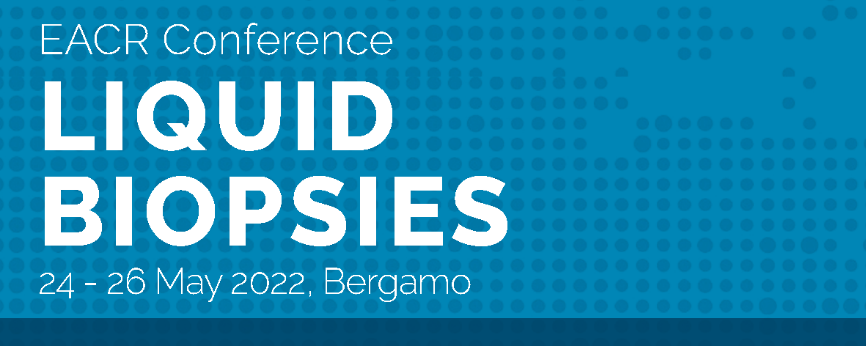 EACR Conference
LIQUID
BIOPSIES
24 - 26 May 2022, Bergamo